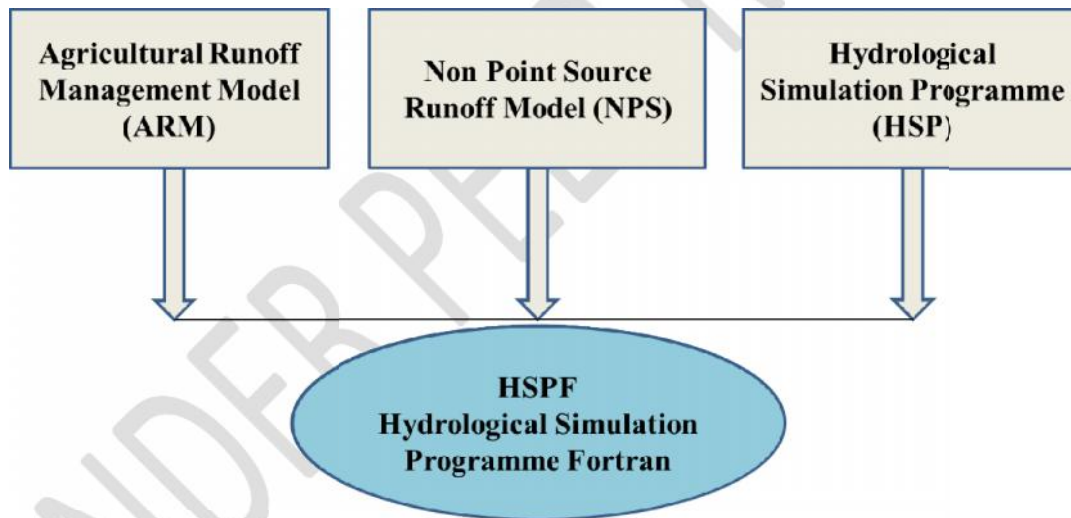 Agricultural Runoff
Management Model
(ARM)
Non Point Source
Runoff Model (NPS)
Hydrological
Simulation Programme
(HSP)
HSPF
Hydrological Simulation
Programme Fortran